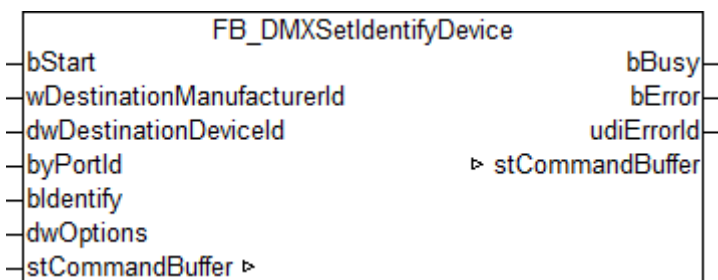 FB_DMXSetIdentifyDevice
bStart bBusy
wDestinationManufacturerId bError
dwDestinationDeviceId udiErrorId
byPortId ▹ stCommandBuffer
bIdentify
dwOptions
stCommandBuffer ▹